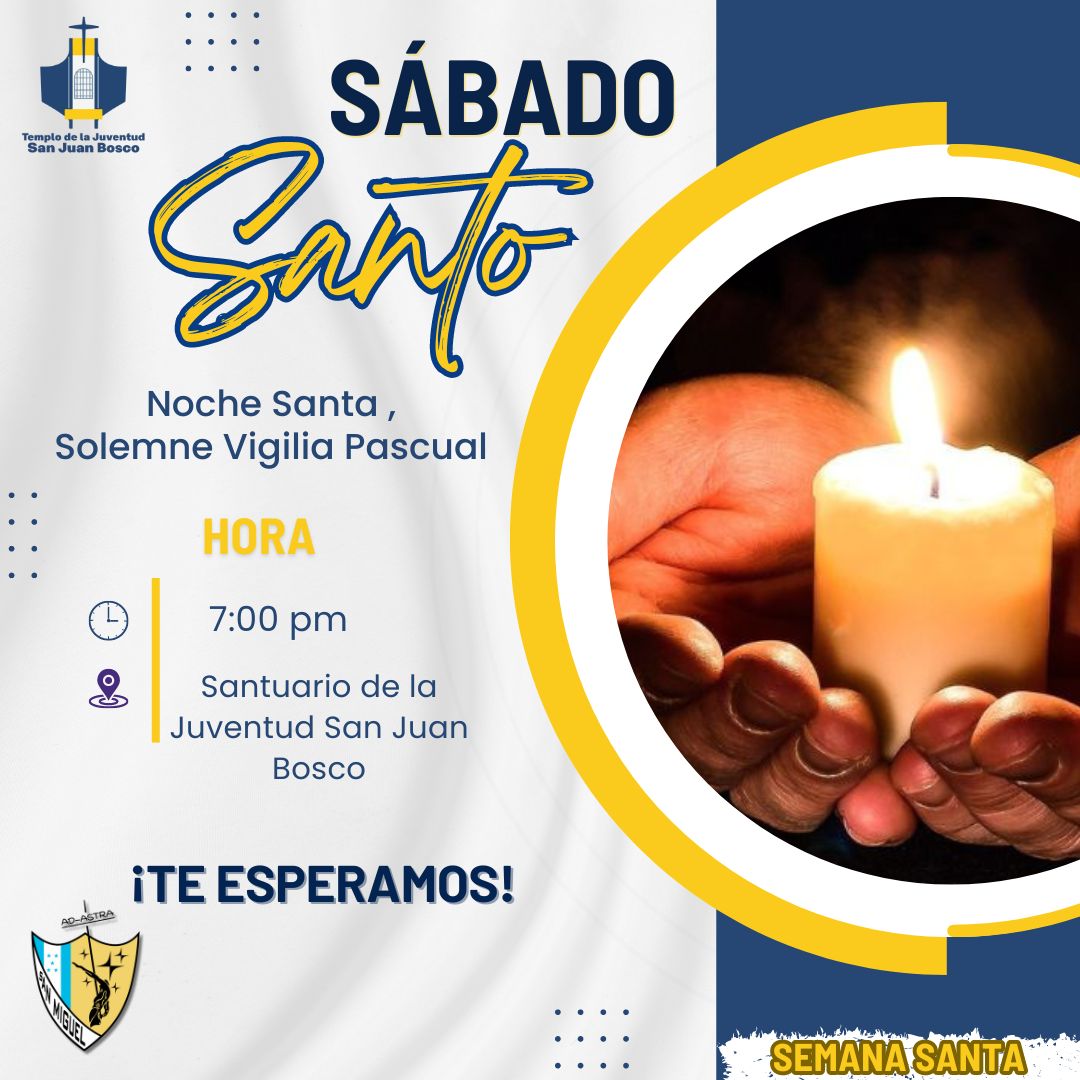 Templo de la Juventud
San Juan Bosco
SÁBADO
Santo
Noche Santa ,
Solemne Vigilia Pascual
HORA
7:00 pm
Santuario de la
Juventud San Juan
Bosco
¡TE ESPERAMOS!
AD-ASTRA
SAN MIGUEL
SEMANA SANTA